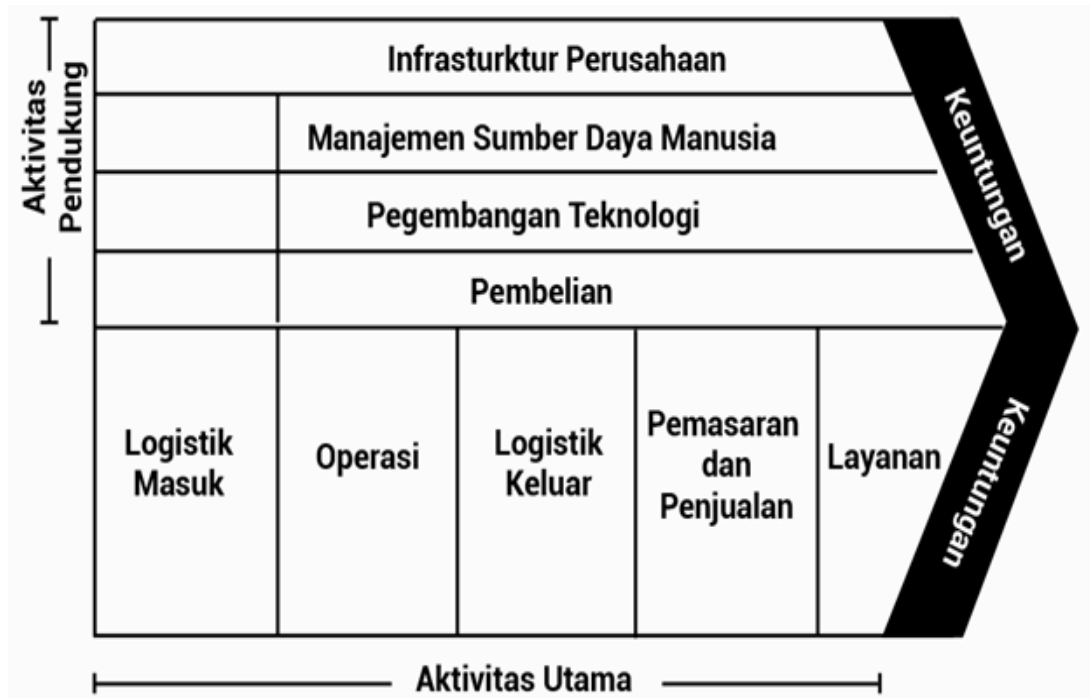 Aktivitas
Pendukung
Infrasturktur Perusahaan
Manajemen Sumber Daya Manusia
Pegembangan Teknologi
Pembelian
Keuntungan
Logistik
Masuk
Operasi
Logistik
Keluar
Pemasaran
dan
Penjualan
Layanan
Keuntungan
Aktivitas Utama